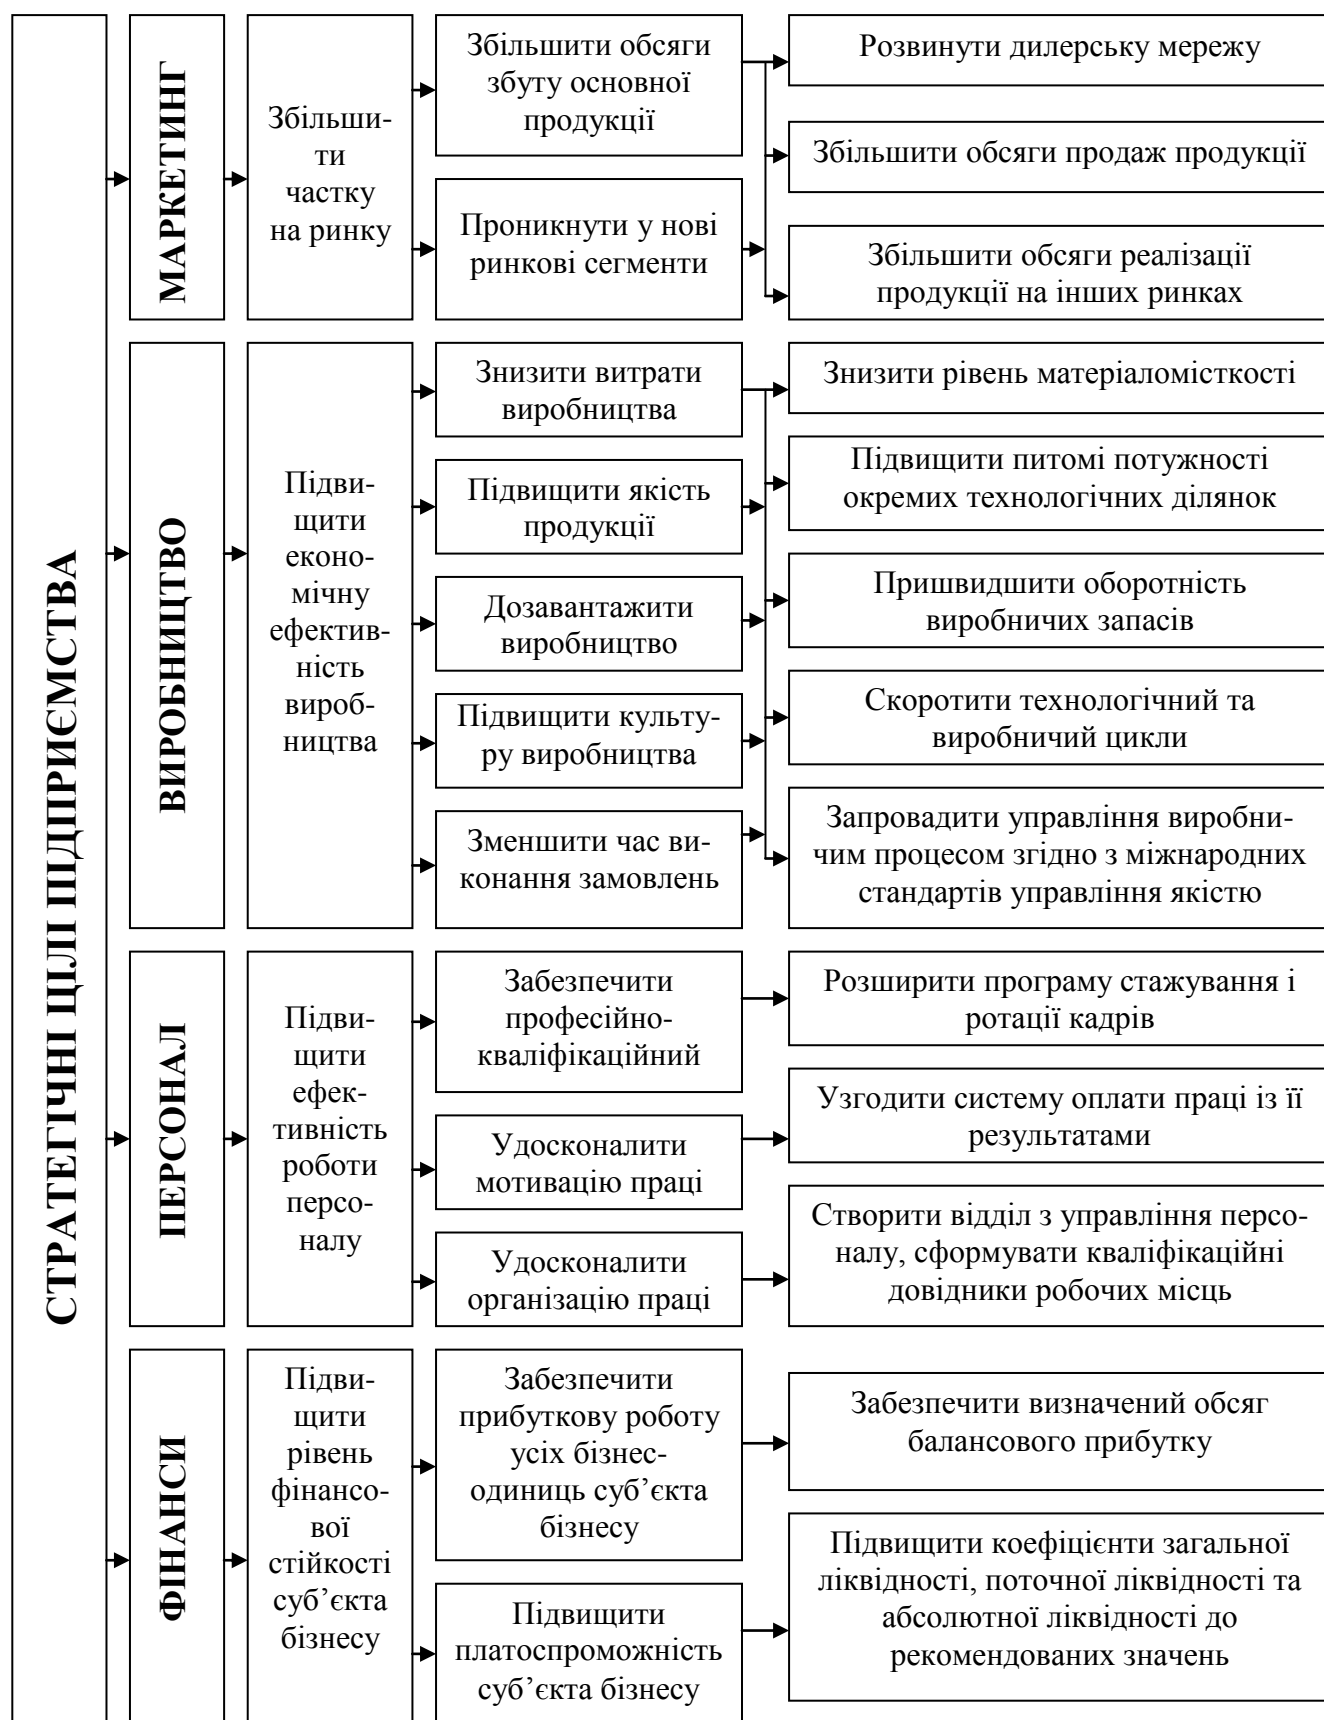 СТРАТЕГІЧНІ ЦІЛІ ПІДПРИЄМСТВА
МАРКЕТИНГ
Збільши-
ти
частку
на ринку
Збільшити обсяги
збуту основної
продукції
Проникнути у нові
ринкові сегменти
Розвинути дилерську мережу
Збільшити обсяги продаж продукції
Збільшити обсяги реалізації
продукції на інших ринках
ВИРОБНИЦТВО
Підви-
щити
еконо-
мічну
ефектив-
ність
вироб-
ництва
Знизити витрати
виробництва
Підвищити якість
продукції
Дозавантажити
виробництво
Підвищити культу-
ру виробництва
Зменшити час ви-
конання замовлень
Знизити рівень матеріаломісткості
Підвищити питомі потужності
окремих технологічних ділянок
Пришвидшити оборотність
виробничих запасів
Скоротити технологічний та
виробничий цикли
Запровадити управління виробни-
чим процесом згідно з міжнародних
стандартів управління якістю
ПЕРСОНАЛ
Підви-
щити
ефек-
тивність
роботи
персо-
налу
Забезпечити
професійно-
кваліфікаційний
Удосконалити
мотивацію праці
Удосконалити
організацію праці
Розширити програму стажування і
ротації кадрів
Узгодити систему оплати праці із її
результатами
Створити відділ з управління персо-
налу, сформувати кваліфікаційні
довідники робочих місць
ФІНАНСИ
Підви-
щити
рівень
фінансо-
вої
стійкості
суб’єкта
бізнесу
Забезпечити
прибуткову роботу
усіх бізнес-
одиниць суб’єкта
бізнесу
Підвищити
платоспроможність
суб’єкта бізнесу
Забезпечити визначений обсяг
балансового прибутку
Підвищити коефіцієнти загальної
ліквідності, поточної ліквідності та
абсолютної ліквідності до
рекомендованих значень